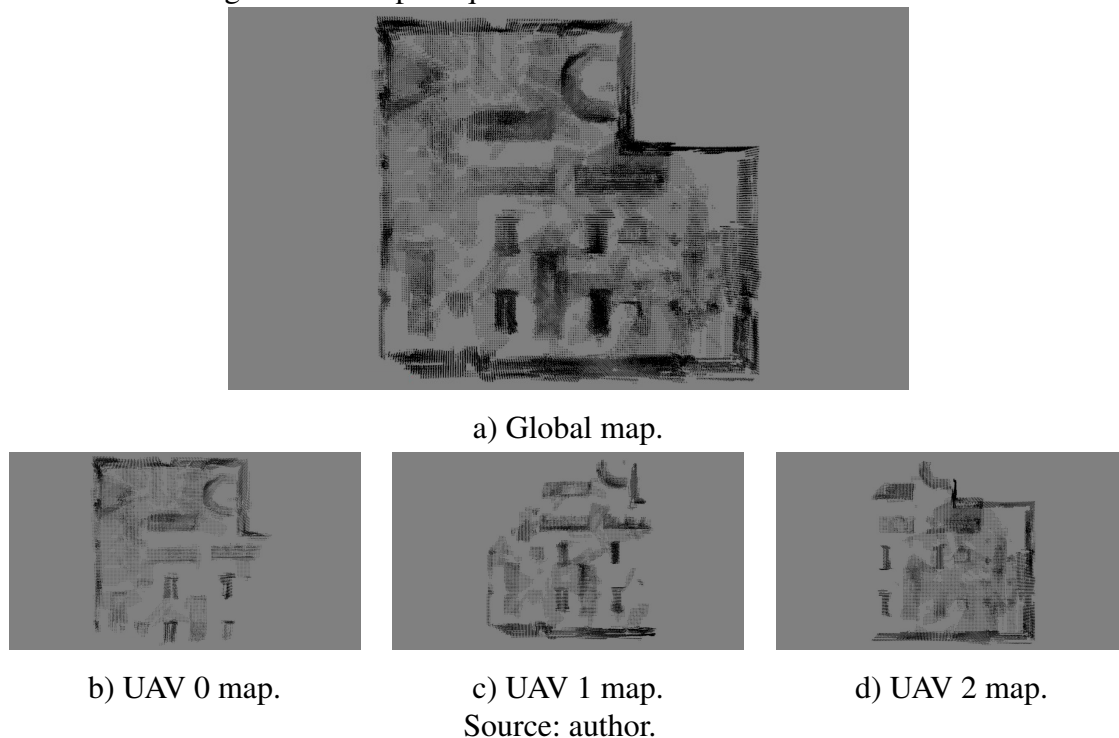 a) Global map.
b) UAV 0 map.
c) UAV 1 map.
d) UAV 2 map.
Source: author.